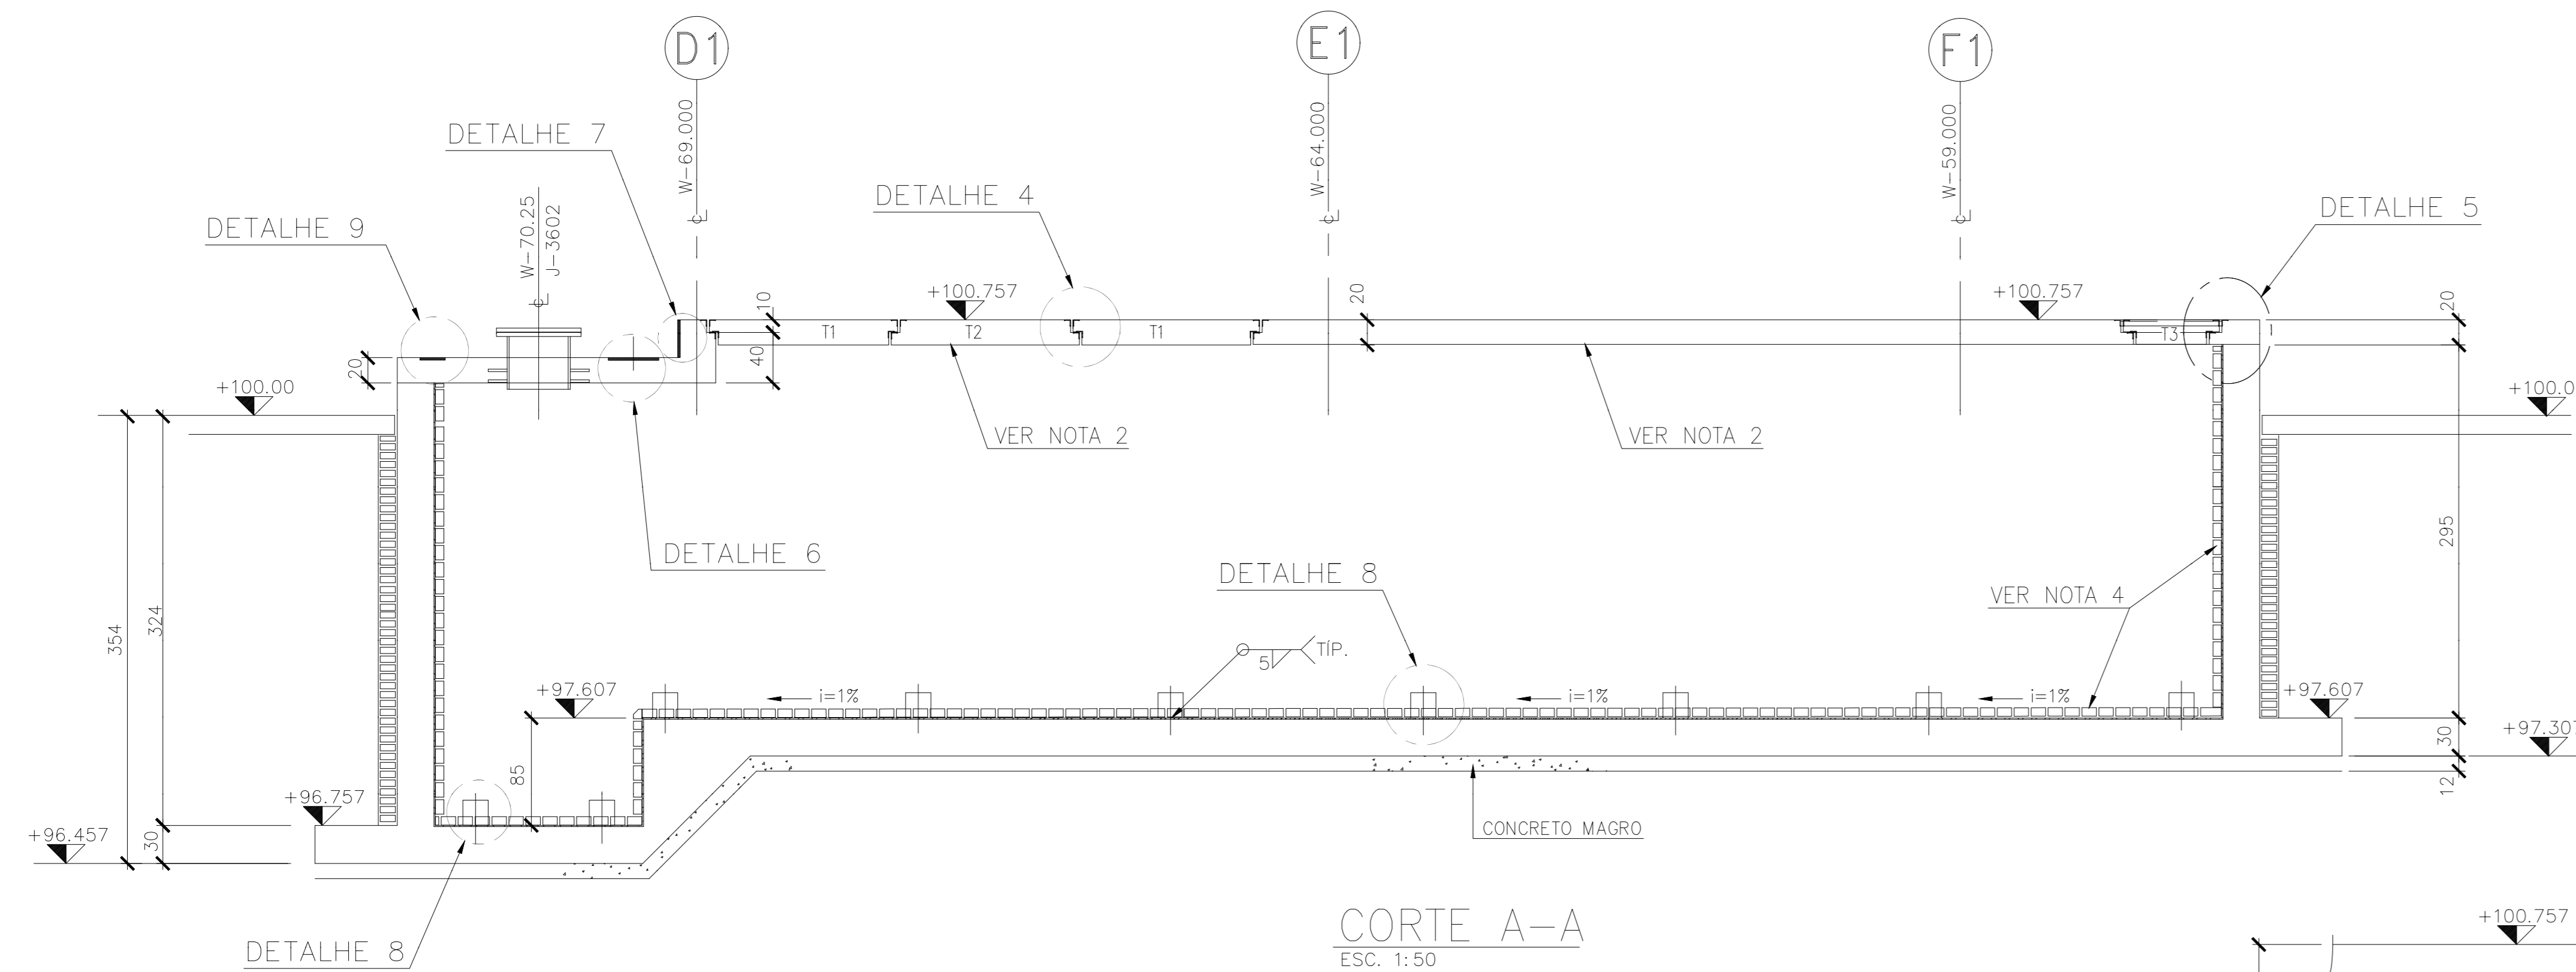 D1
E1
F1
W-69.000
W-64.000
W-59.000
DETALHE 7
DETALHE 4
DETALHE 5
DETALHE 9
W-70.25
J-3602
+100.757
+100.757
10
20
20
T1
T2
T1
T3
40
20
+100.00
VER NOTA 2
VER NOTA 2
DETALHE 6
DETALHE 8
295
VER NOTA 4
354
324
5
TÍP.
+97.607
i=1%
i=1%
i=1%
+97.607
30
85
12
+96.757
+96.457
30
CONCRETO MAGRO
DETALHE 8
CORTE A-A
ESC. 1:50
+100.757